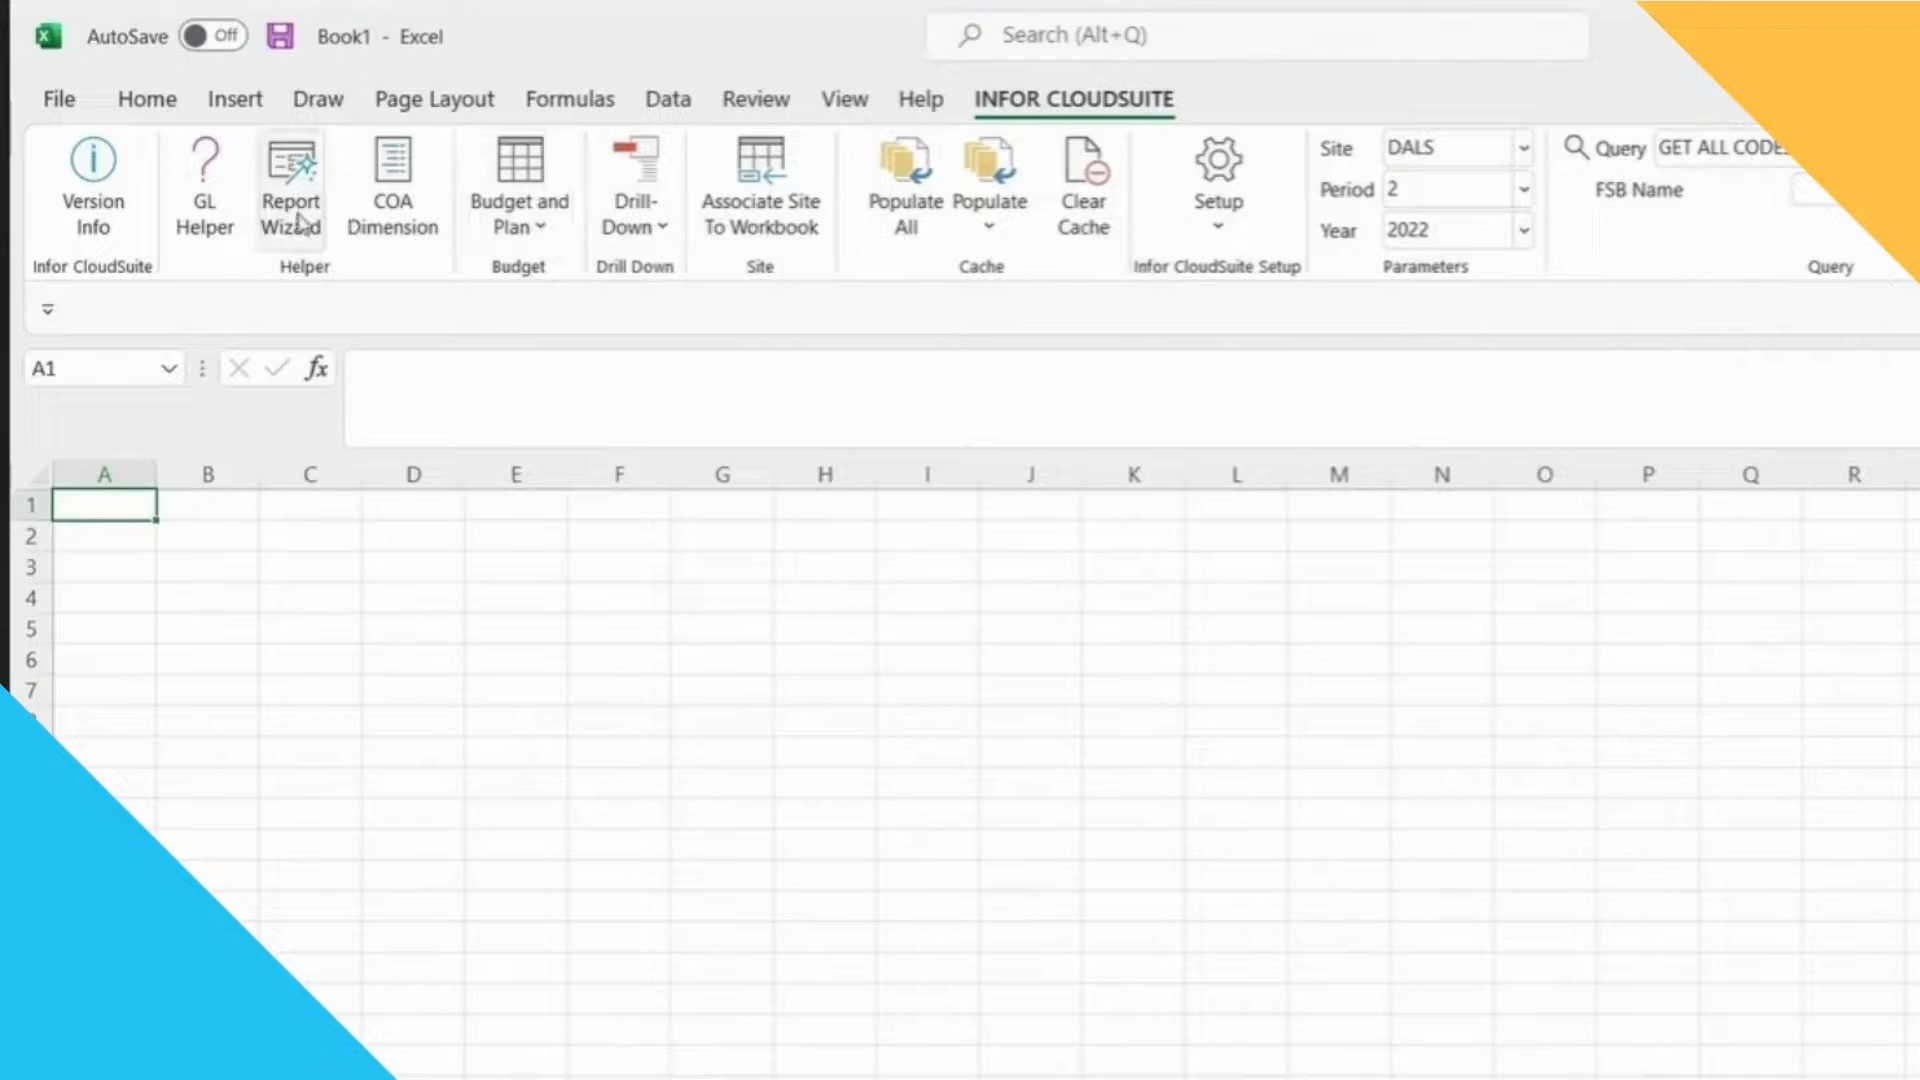 AutoSave Off Book1 - Excel Search (Alt+Q)
File Home Insert Draw Page Layout Formulas Data Review View Help INFOR CLOUDSUITE
Version Info
Infor CloudSuite
GL Helper
Report Wizard
COA Dimension
Helper
Budget and Plan
Budget
Drill-Down
Drill Down
Associate Site To Workbook
Site
Populate All
Populate
Clear Cache
Cache
Setup
Infor CloudSuite Setup
Site DALS
Period 2
Year 2022
Parameters
Query GET ALL CODE
FSB Name
Query
A1 fx
A B C D E F G H I J K L M N O P Q R
1
2
3
4
5
6
7